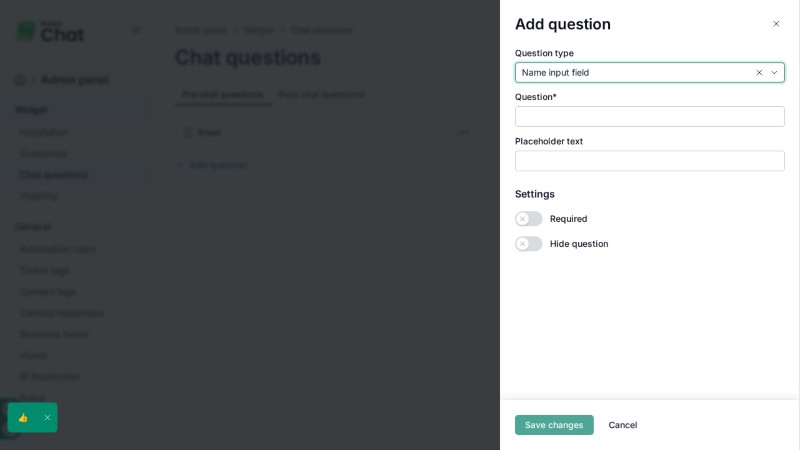 Chat
Admin panel
Widget
Installation
Customize
Chat questions
Visibility
General
Automation rules
Ticket tags
Contact tags
Canned responses
Business hours
Views
IP Restriction
Admin panel / Widget / Chat questions
Chat questions
Pre chat questions Post chat questions
Email
Add question
Add question
Question type
Name input field
Question*
Placeholder text
Settings
Required
Hide question
Save changes Cancel